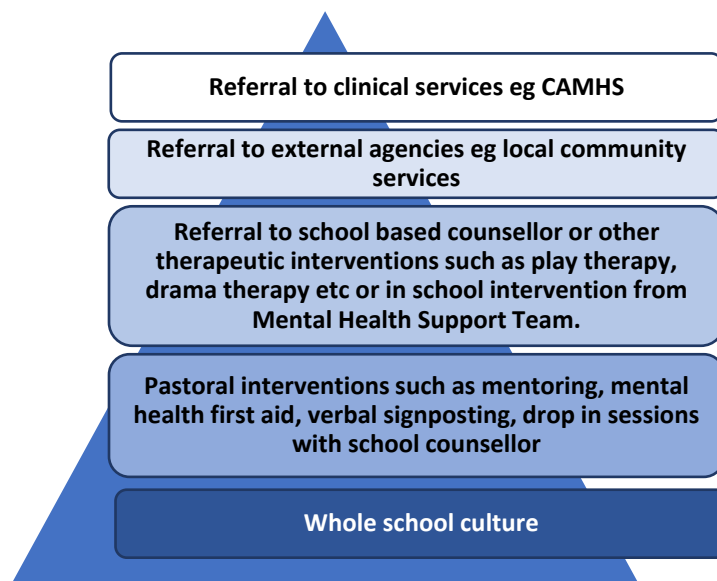 Referral to clinical services eg CAMHS
Referral to external agencies eg local community
services
Referral to school based counsellor or other
therapeutic interventions such as play therapy,
drama therapy etc or in school intervention from
Mental Health Support Team.
Pastoral interventions such as mentoring, mental
health first aid, verbal signposting, drop in sessions
with school counsellor
Whole school culture